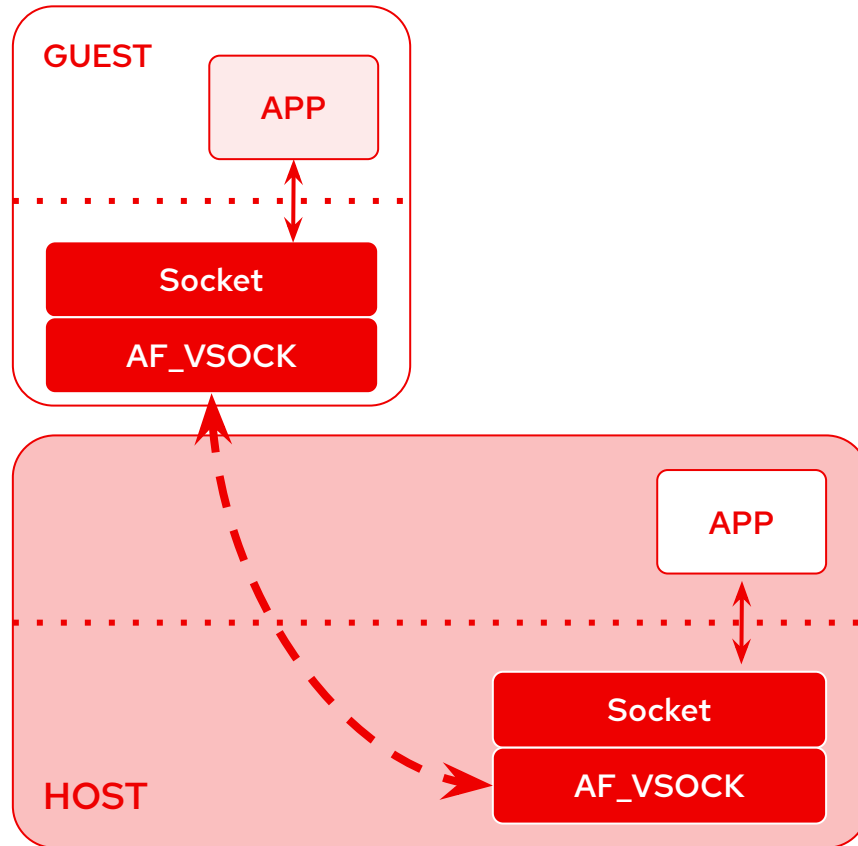 GUEST
APP
Socket
AF_VSOCK
APP
Socket
AF_VSOCK
HOST